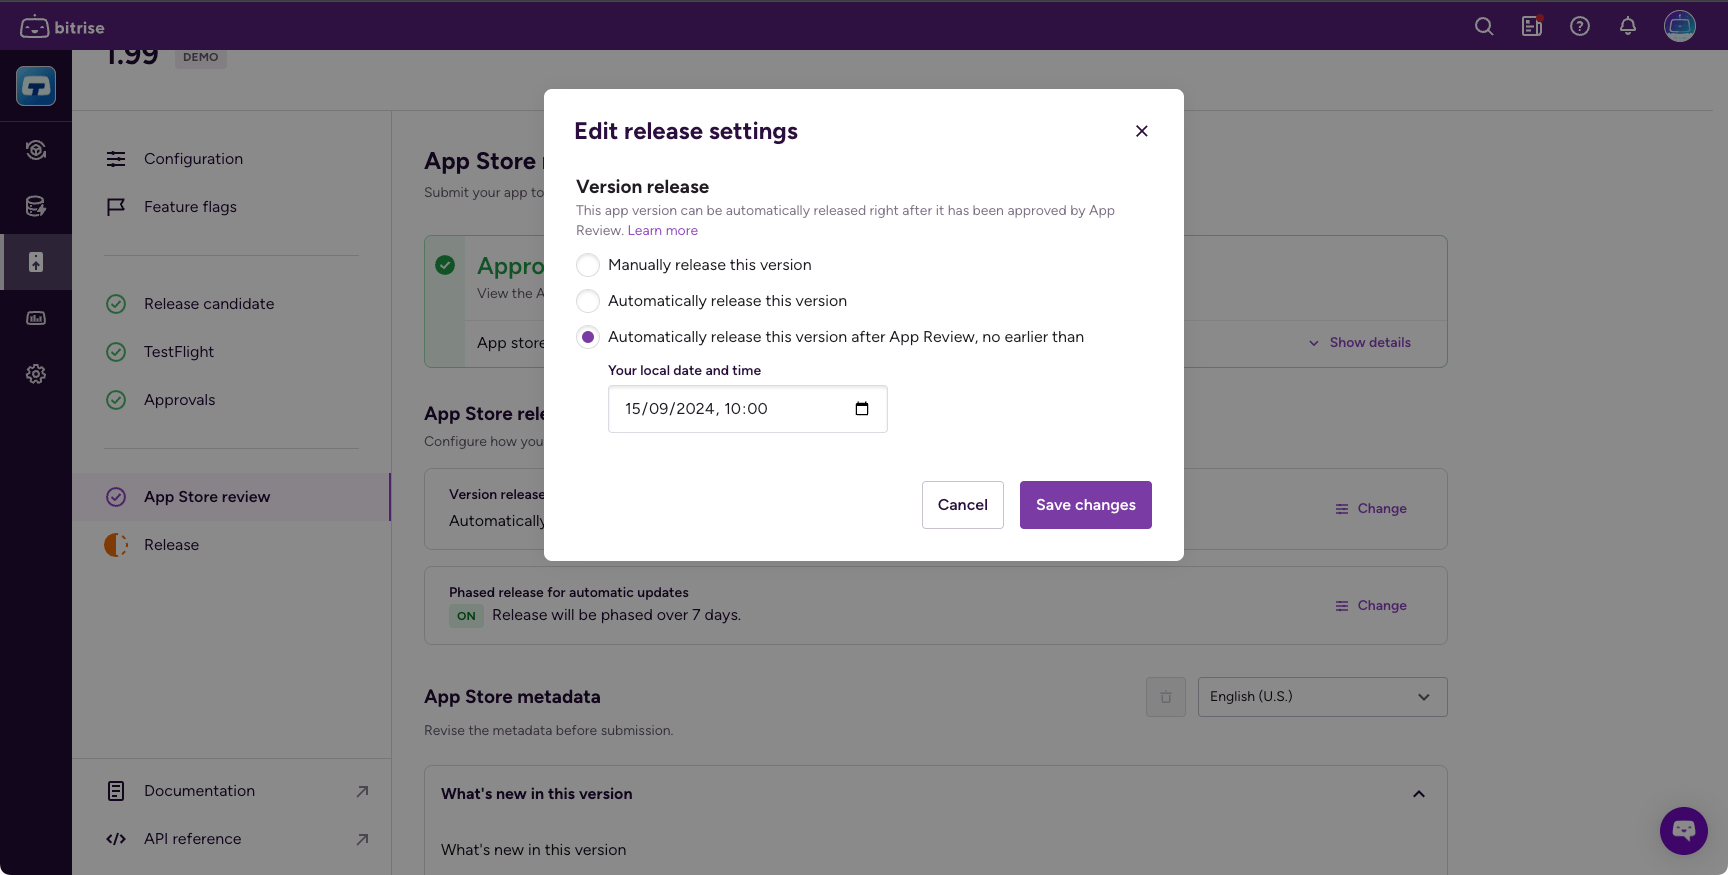 bitrise
1.99 DEMO
Configuration
Feature flags
Release candidate
TestFlight
Approvals
App Store review
Release
Documentation
API reference
App Store
Submit your app to
Appro
View the A
App store
Show details
App Store rele
Configure how you
Version release
Automatically
Change
Phased release for automatic updates
ON Release will be phased over 7 days.
Change
App Store metadata
English (U.S.)
Revise the metadata before submission.
What's new in this version
What's new in this version
Edit release settings
Version release
This app version can be automatically released right after it has been approved by App
Review. Learn more
Manually release this version
Automatically release this version
Automatically release this version after App Review, no earlier than
Your local date and time
15/09/2024, 10:00
Cancel
Save changes